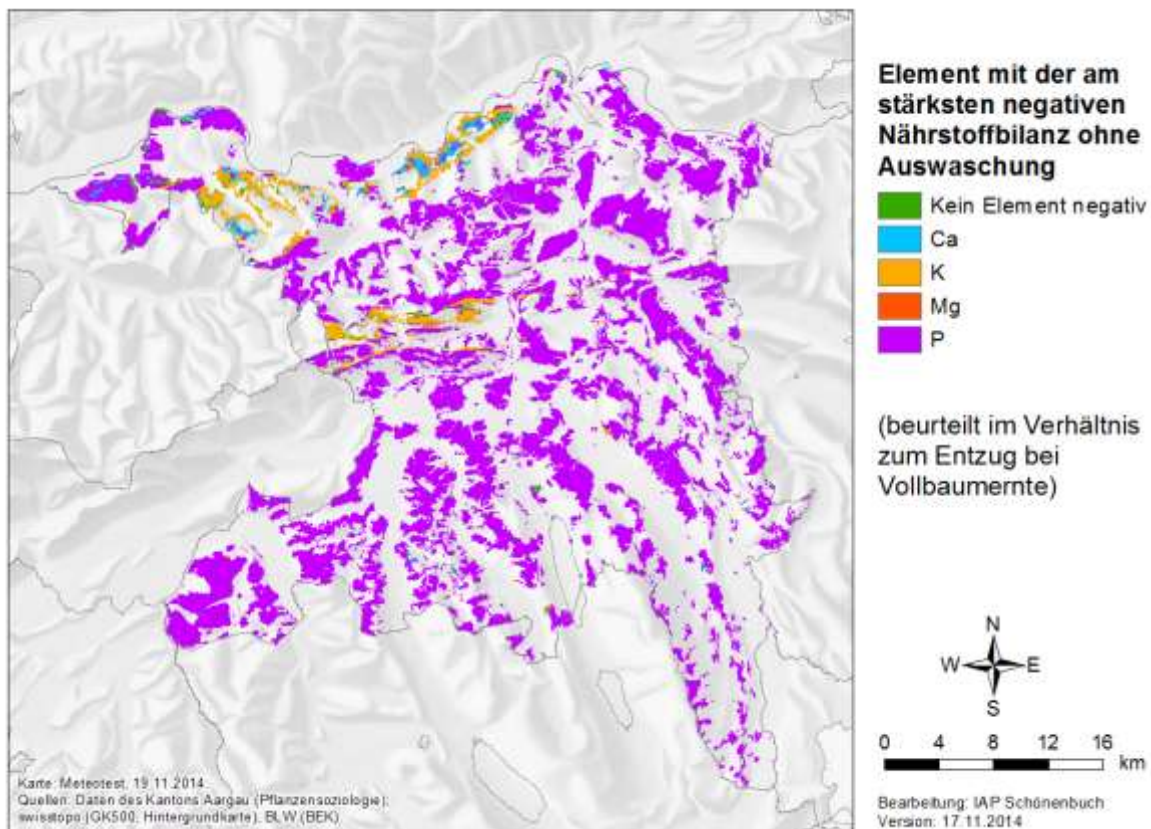 Element mit der am
stärksten negativen
Nährstoffbilanz ohne
Auswaschung
Kein Element negativ
Ca
K
Mg
P
(beurteilt im Verhältnis
zum Entzug bei
Vollbaumernte)
N
W E
S
0 4 8 12 16
km
Bearbeitung: IAP Schönenbuch
Version: 17.11.2014
Karte: Meteotest, 19.11.2014.
Quellen: Daten des Kantons Aargau (Pflanzensoziologie);
swisstopo (GK500, Hintergrundkarte), BLW (BEK)